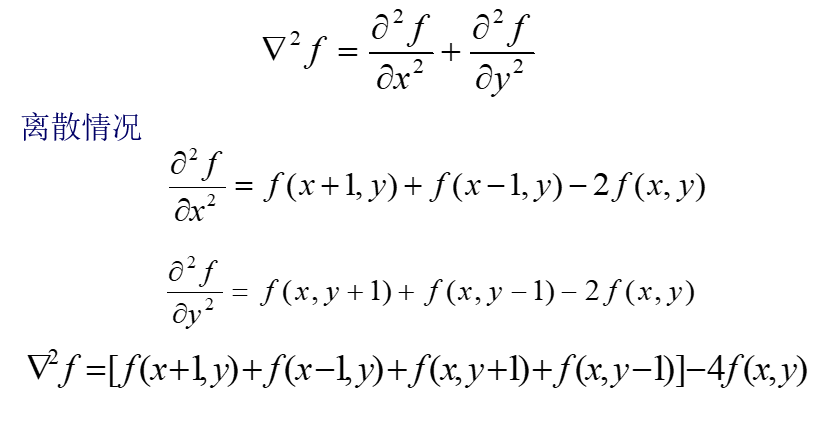 ∇²f = ∂²f/∂x² + ∂²f/∂y²
离散情况
∂²f/∂x² = f(x+1, y) + f(x−1, y) − 2f(x, y)
∂²f/∂y² = f(x, y+1) + f(x, y−1) − 2f(x, y)
∇²f =[f(x+1,y)+f(x−1,y)+f(x,y+1)+f(x,y−1)]−4f(x,y)